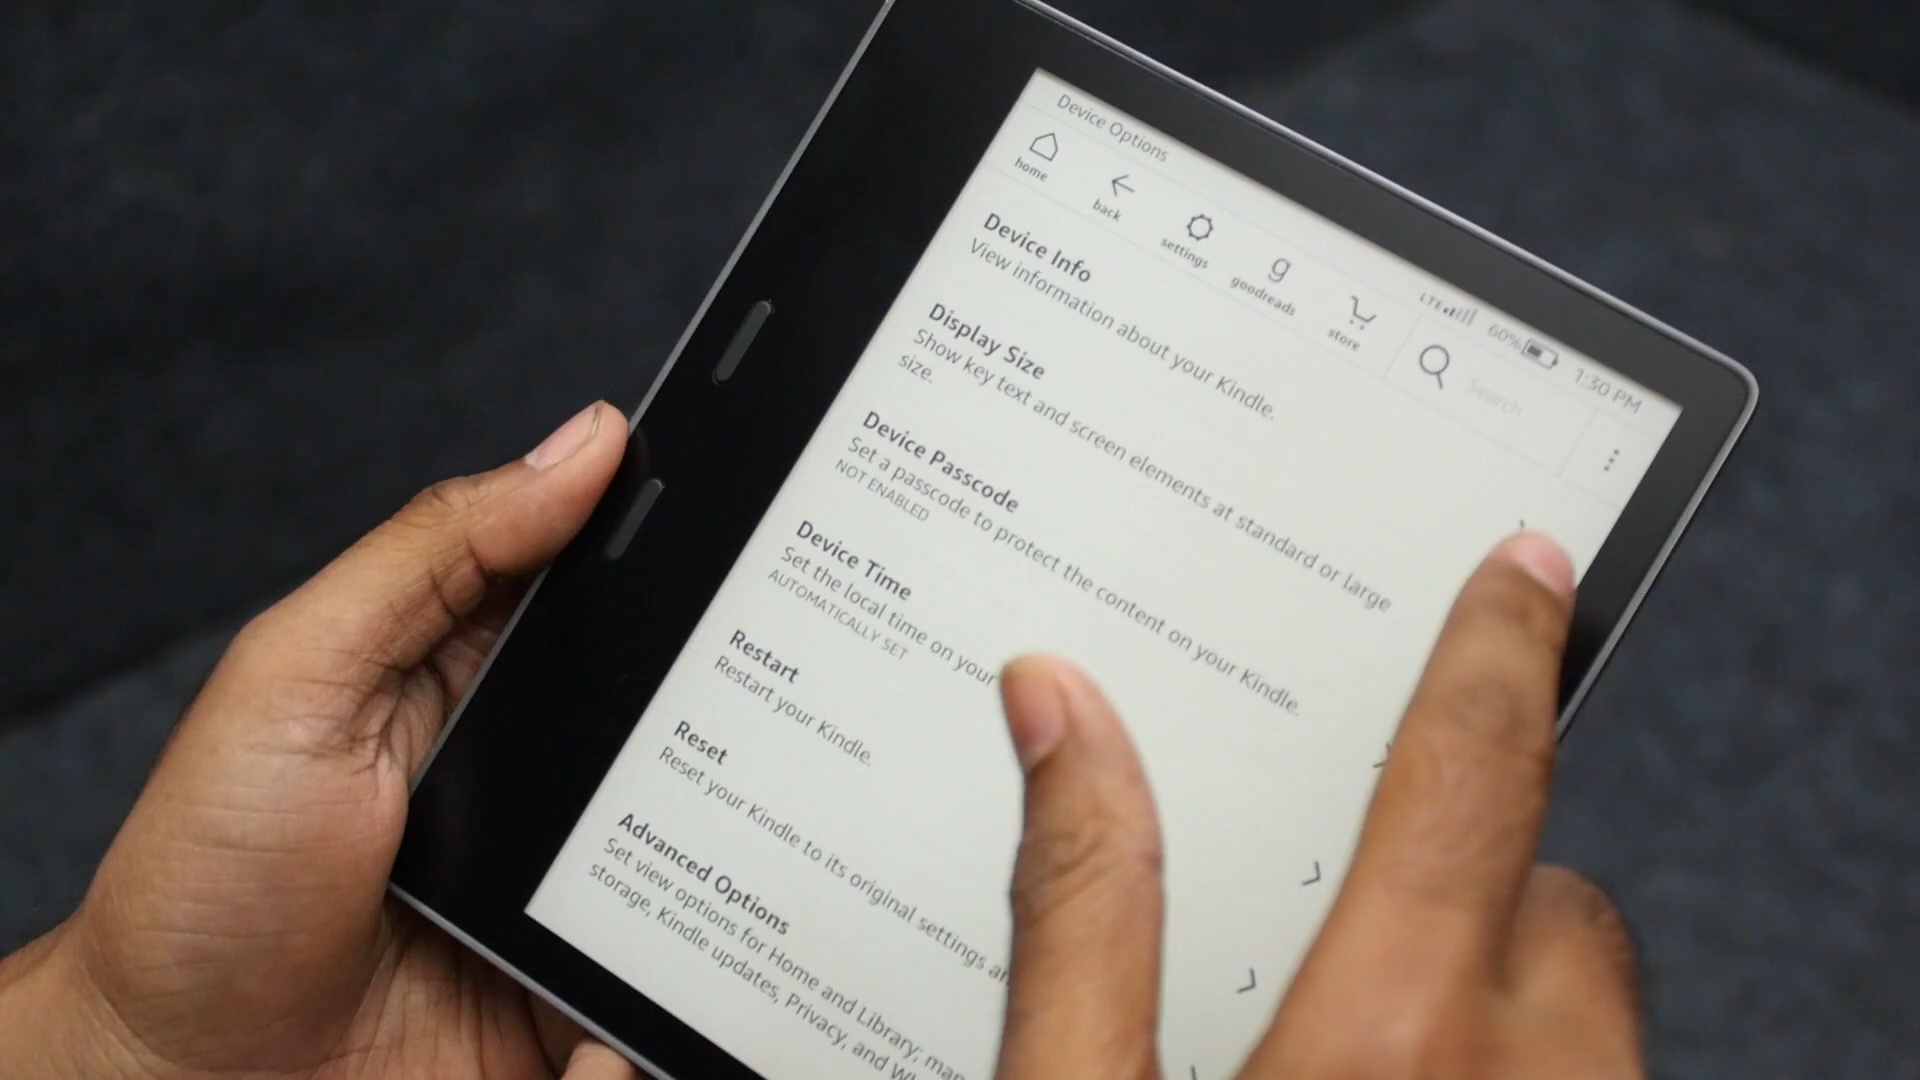 Device Options
LTE 60% 1:30 PM
home
back
settings
goodreads
store
Search
Device Info
View information about your Kindle.
Display Size
Show key text and screen elements at standard or large
size.
Device Passcode
Set a passcode to protect the content on your Kindle.
NOT ENABLED
Device Time
Set the local time on your
AUTOMATICALLY SET
Restart
Restart your Kindle.
Reset
Reset your Kindle to its original settings
Advanced Options
Set view options for Home and Library;
storage, Kindle updates, Privacy, and